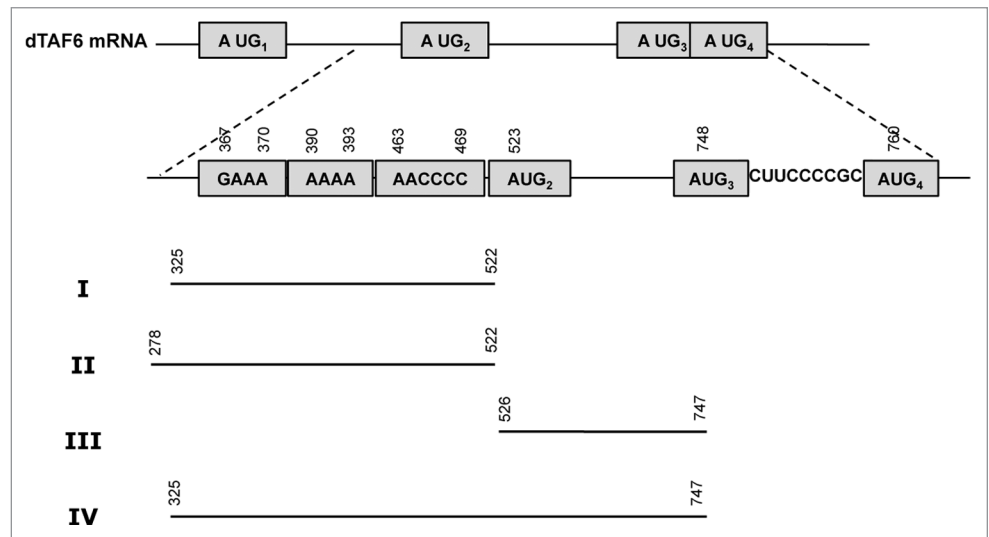 dTAF6 mRNA A UG₁ A UG₂ A UG₃ A UG₄
367 370 390 393 463 469 523 748 760
GAAA AAAA AACCCC AUG₂ AUG₃ CUUCCCCGC AUG₄
325 522
I
278 522
II
526 747
III
325 747
IV